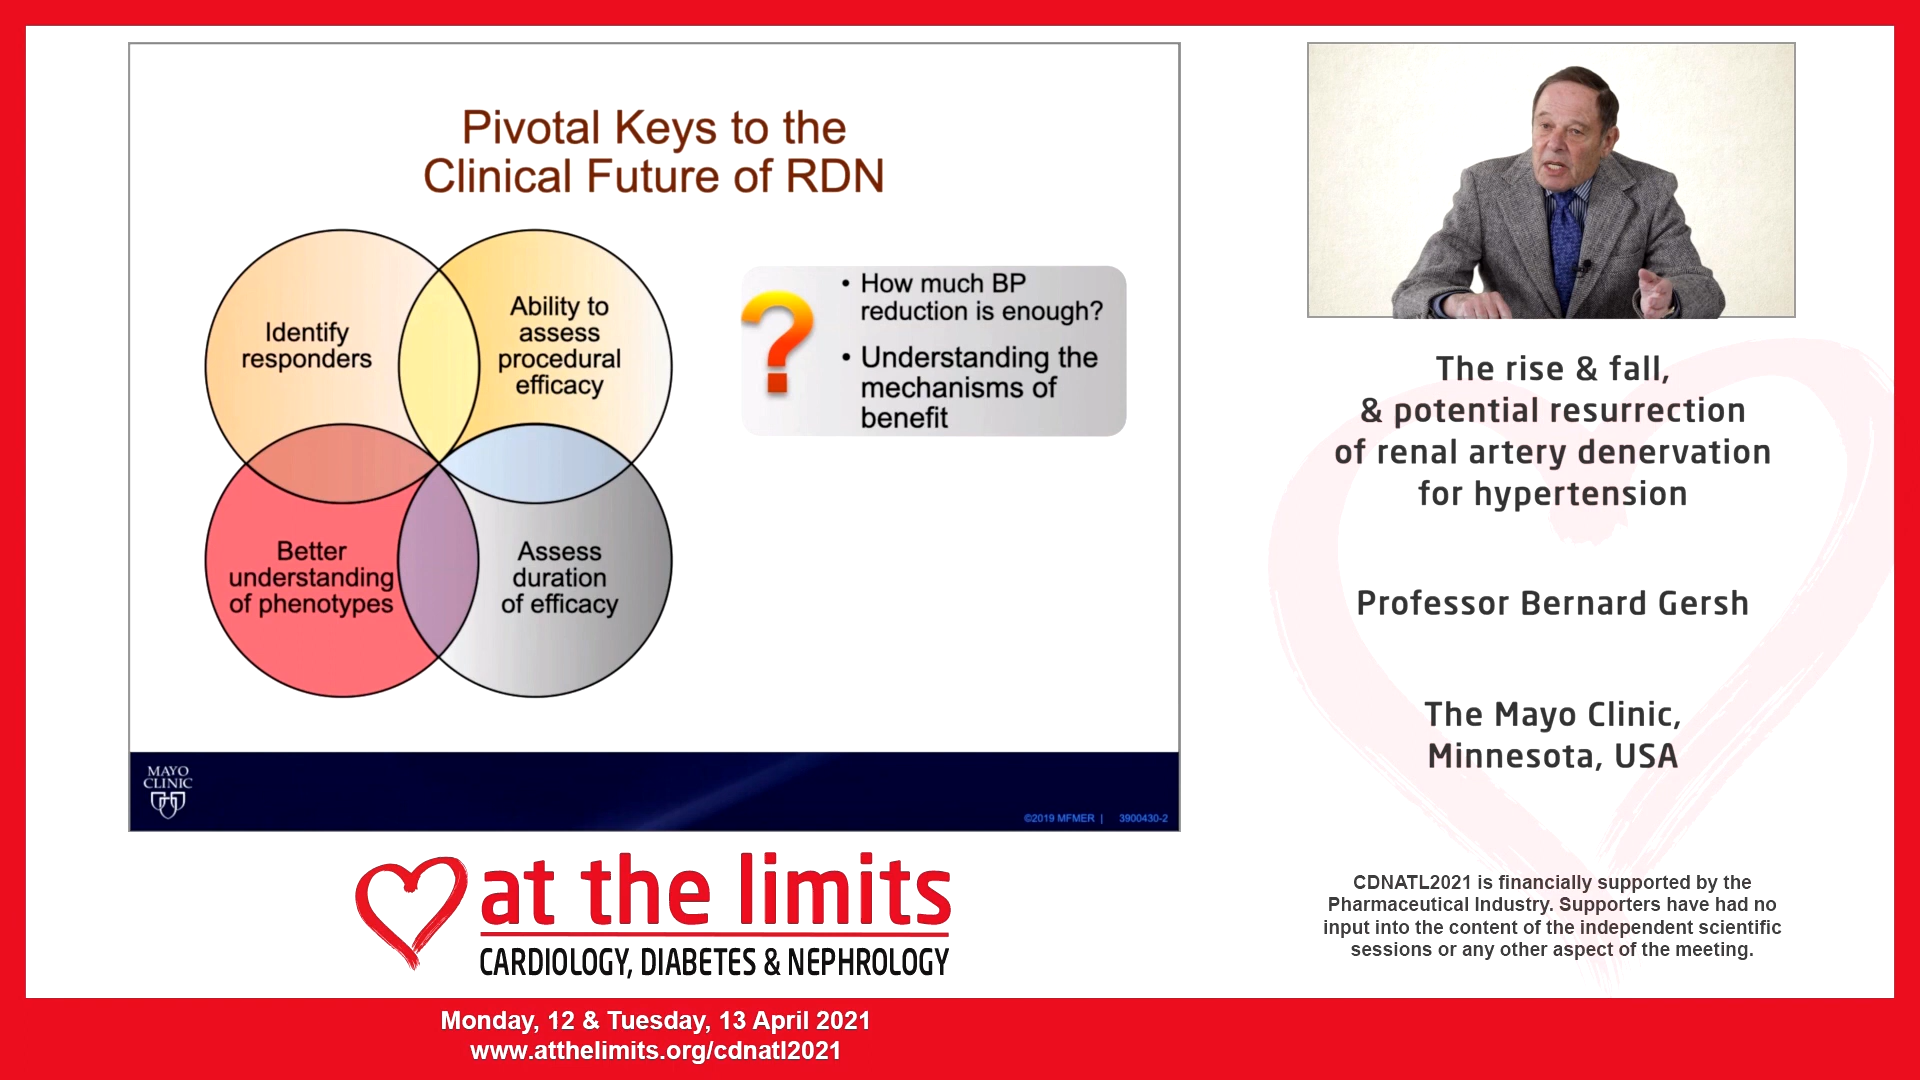 Pivotal Keys to the
Clinical Future of RDN
Identify
responders
Ability to
assess
procedural
efficacy
Better
understanding
of phenotypes
Assess
duration
of efficacy
?
• How much BP
reduction is enough?
• Understanding the
mechanisms of
benefit
MAYO
CLINIC
©2019 MFMER | 3900430-2
The rise & fall,
& potential resurrection
of renal artery denervation
for hypertension
Professor Bernard Gersh
The Mayo Clinic,
Minnesota, USA
CDNATL2021 is financially supported by the
Pharmaceutical Industry. Supporters have had no
input into the content of the independent scientific
sessions or any other aspect of the meeting.
at the limits
CARDIOLOGY, DIABETES & NEPHROLOGY
Monday, 12 & Tuesday, 13 April 2021
www.atthelimits.org/cdnatl2021